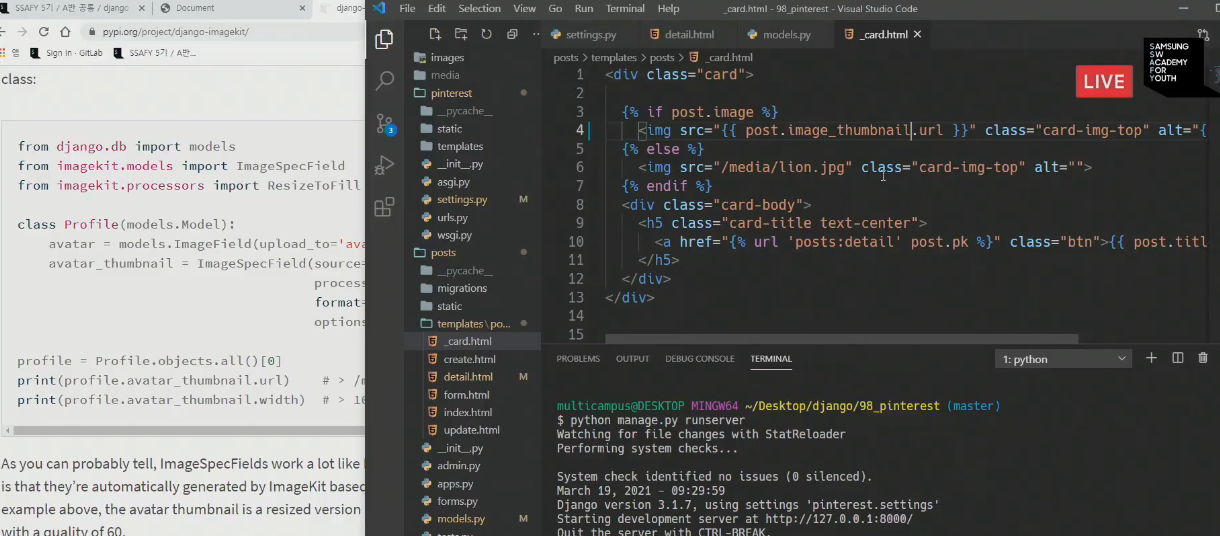 SSAFY 5기 / A반 공통 / django
Document
django-
pypi.org/project/django-imagekit/
앱
Sign in · GitLab
SSAFY 5기 / A반...
class:
from django.db import models
from imagekit.models import ImageSpecField
from imagekit.processors import ResizeToFill
class Profile(models.Model):
avatar = models.ImageField(upload_to='ava
avatar_thumbnail = ImageSpecField(source=
process
format=
options
profile = Profile.objects.all()[0]
print(profile.avatar_thumbnail.url) # > /m
print(profile.avatar_thumbnail.width) # > 10
As you can probably tell, ImageSpecFields work a lot like
is that they're automatically generated by ImageKit based
example above, the avatar thumbnail is a resized version
with a quality of 60.
File Edit Selection View Go Run Terminal Help
_card.html - 98_pinterest - Visual Studio Code
3
images
media
pinterest
__pycache__
static
templates
__init__.py
asgi.py
settings.py M
urls.py
wsgi.py
posts
__pycache__
migrations
static
templates\po...
_card.html
create.html
detail.html M
form.html
index.html
update.html
__init__.py
admin.py
apps.py
forms.py
models.py M
settings.py
detail.html
models.py
_card.html
posts > templates > posts > _card.html
1 <div class="card">
2
3 {% if post.image %}
4 <img src="{{ post.image_thumbnail.url }}" class="card-img-top" alt="{
5 {% else %}
6 <img src="/media/lion.jpg" class="card-img-top" alt="">
7 {% endif %}
8 <div class="card-body">
9 <h5 class="card-title text-center">
10 <a href="{% url 'posts:detail' post.pk %}" class="btn">{{ post.titl
11 </h5>
12 </div>
13 </div>
14
15
LIVE
SAMSUNG
SW
ACADEMY
FOR
YOUTH
PROBLEMS OUTPUT DEBUG CONSOLE TERMINAL
1: python
multicampus@DESKTOP MINGW64 ~/Desktop/django/98_pinterest (master)
$ python manage.py runserver
Watching for file changes with StatReloader
Performing system checks...
System check identified no issues (0 silenced).
March 19, 2021 - 09:29:59
Django version 3.1.7, using settings 'pinterest.settings'
Starting development server at http://127.0.0.1:8000/
Quit the server with CTRL-BREAK.